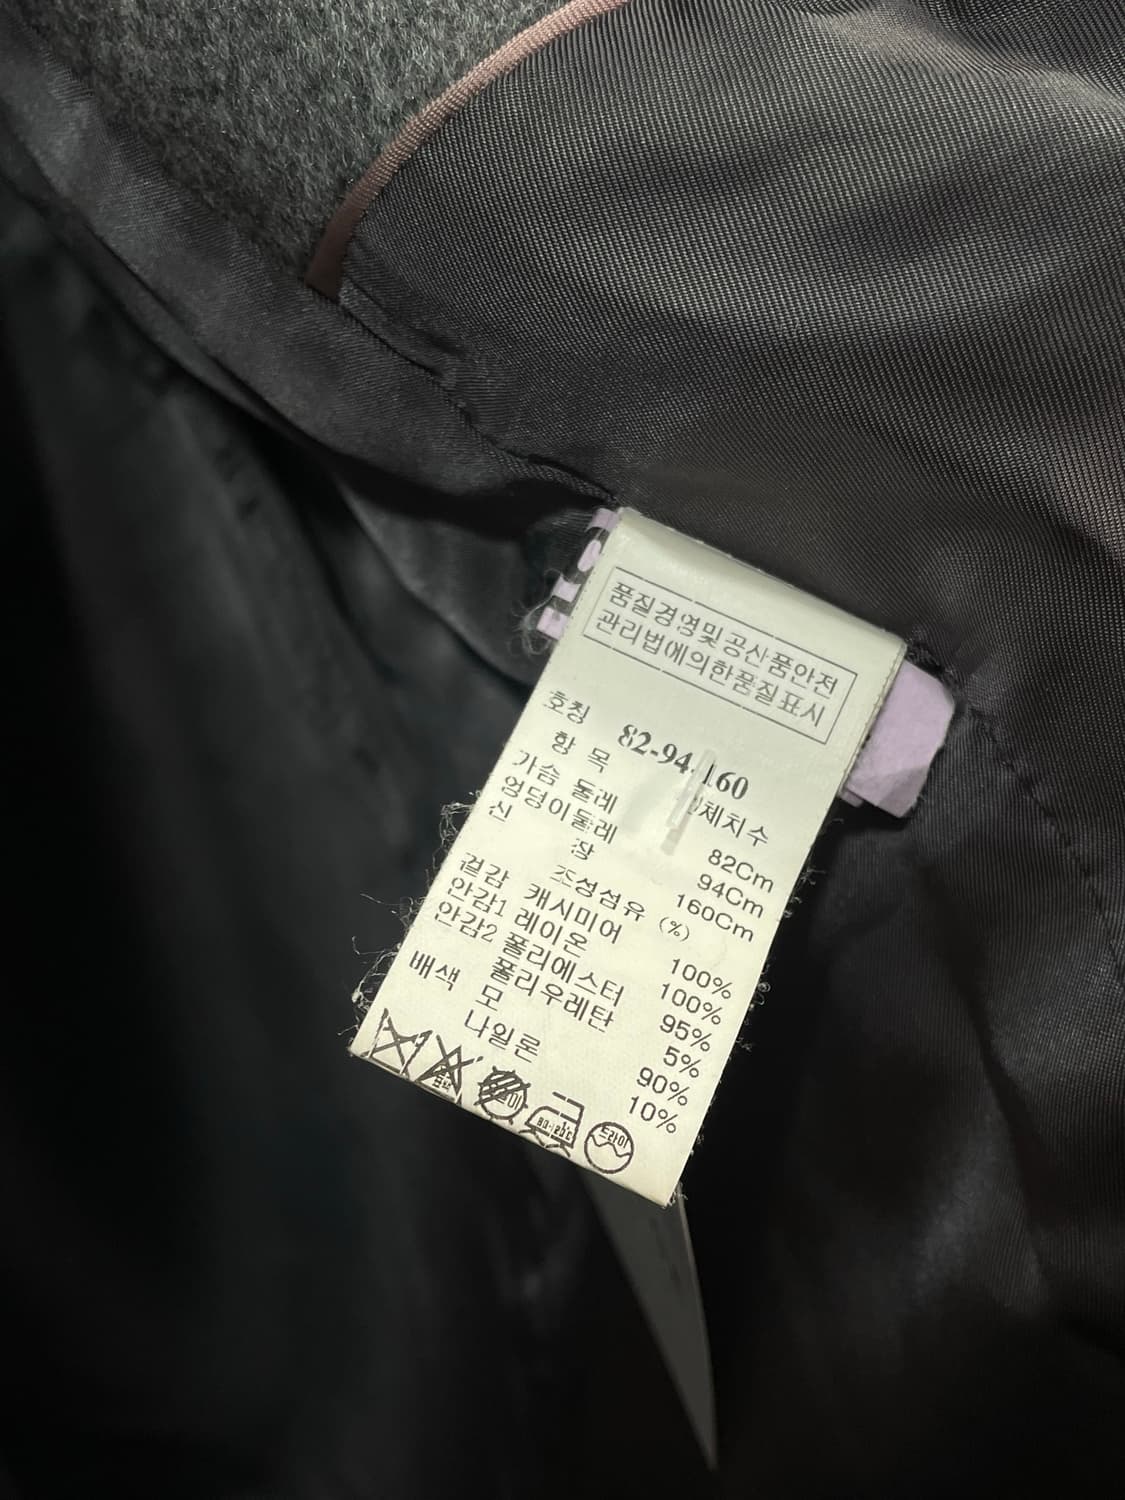 품질경영및공산품안전
관리법에의한품질표시
호칭 82-94-160
항 목 신체치수
가슴 둘레 82Cm
엉덩이둘레 94Cm
신 장 160Cm
조성섬유 (%)
겉감 캐시미어 100%
안감1 레이온 100%
안감2 폴리에스터 95%
폴리우레탄 5%
배색 모 90%
나일론 10%
드라이